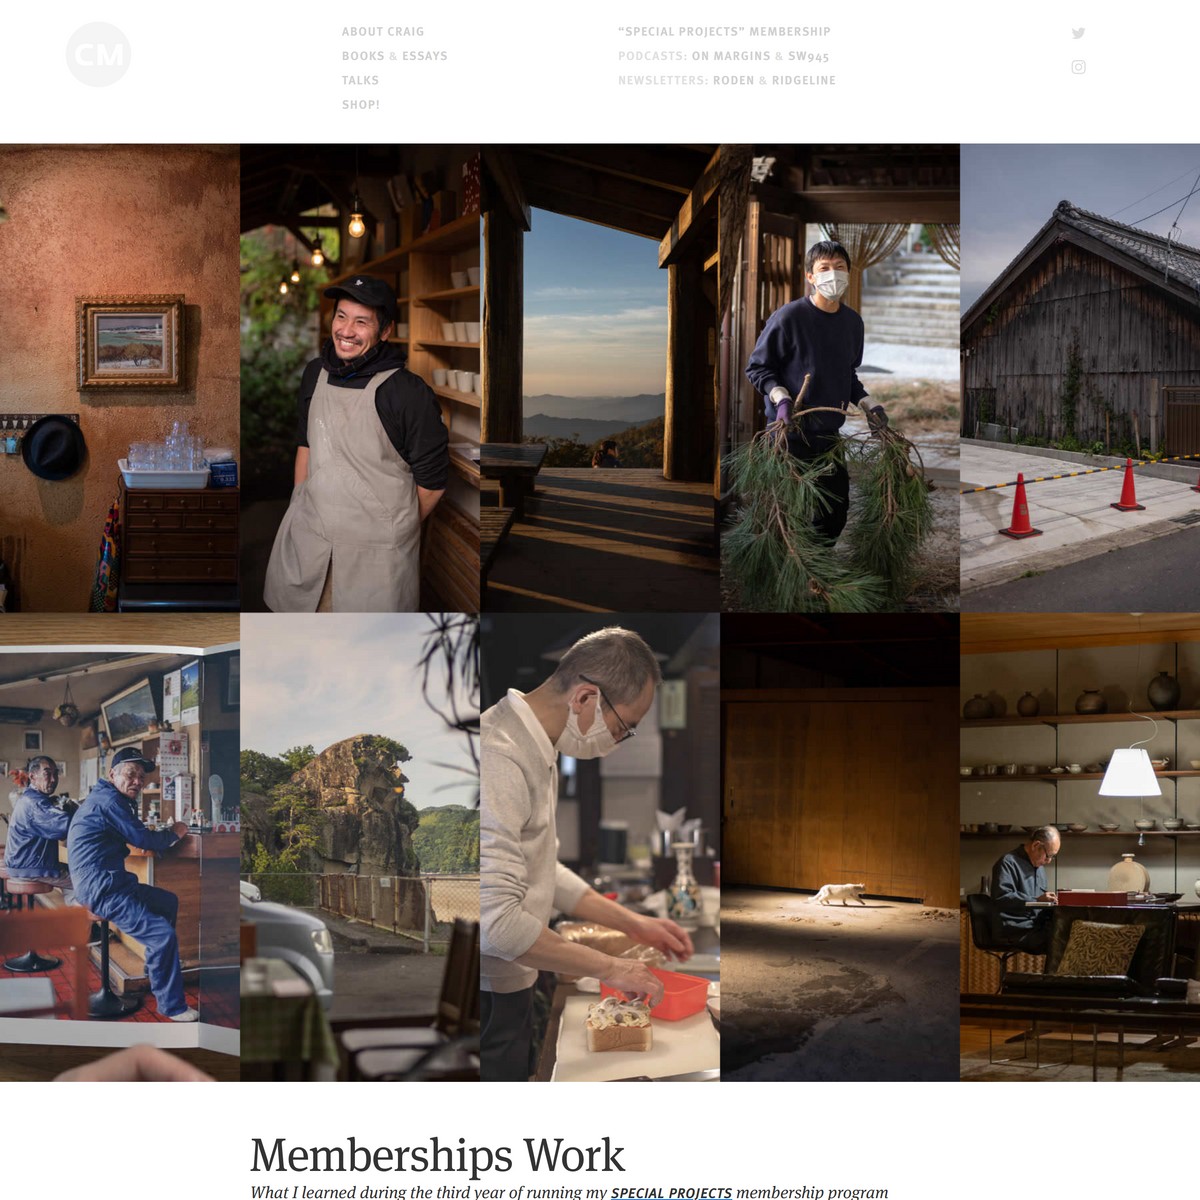 CM
ABOUT CRAIG
BOOKS & ESSAYS
TALKS
SHOP!
“SPECIAL PROJECTS” MEMBERSHIP
PODCASTS: ON MARGINS & SW945
NEWSLETTERS: RODEN & RIDGELINE
Memberships Work
What I learned during the third year of running my SPECIAL PROJECTS membership program